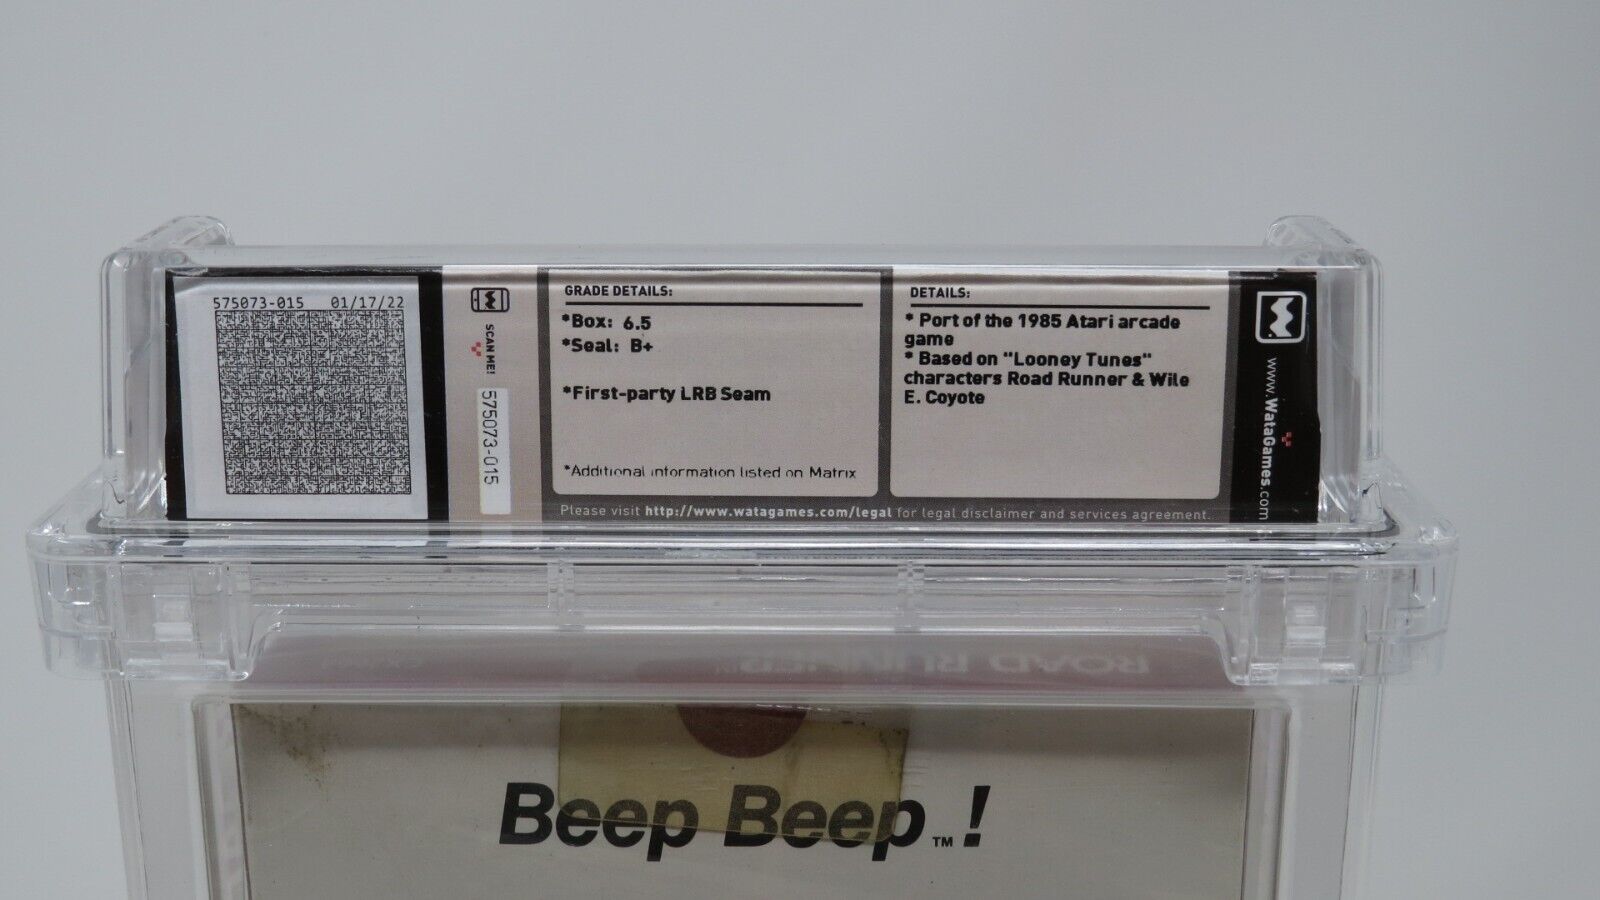 575073-015 01/17/22
SCAN ME!
575073-015
GRADE DETAILS:
*Box: 6.5
*Seal: B+
*First-party LRB Seam
*Additional information listed on Matrix
DETAILS:
* Port of the 1985 Atari arcade
game
* Based on "Looney Tunes"
characters Road Runner & Wile
E. Coyote
Please visit http://www.watagames.com/legal for legal disclaimer and services agreement.
www.WataGames.com
ROAD RUNNER™
Beep Beep™!